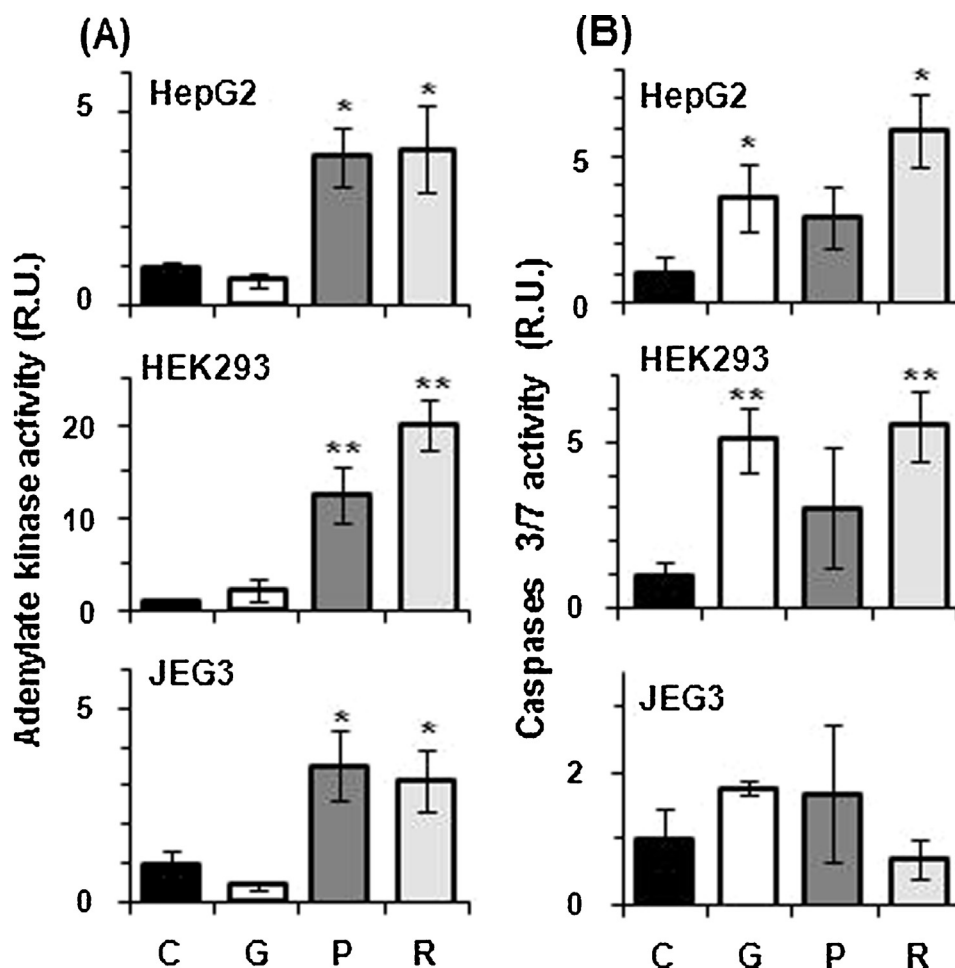 (A)
Adenylate kinase activity (R.U.)
HepG2
5
0
*
*
HEK293
20
10
0
**
**
JEG3
5
0
*
*
C G P R
(B)
Caspases 3/7 activity (R.U.)
HepG2
5
0
*
*
HEK293
5
0
**
**
JEG3
2
0
C G P R